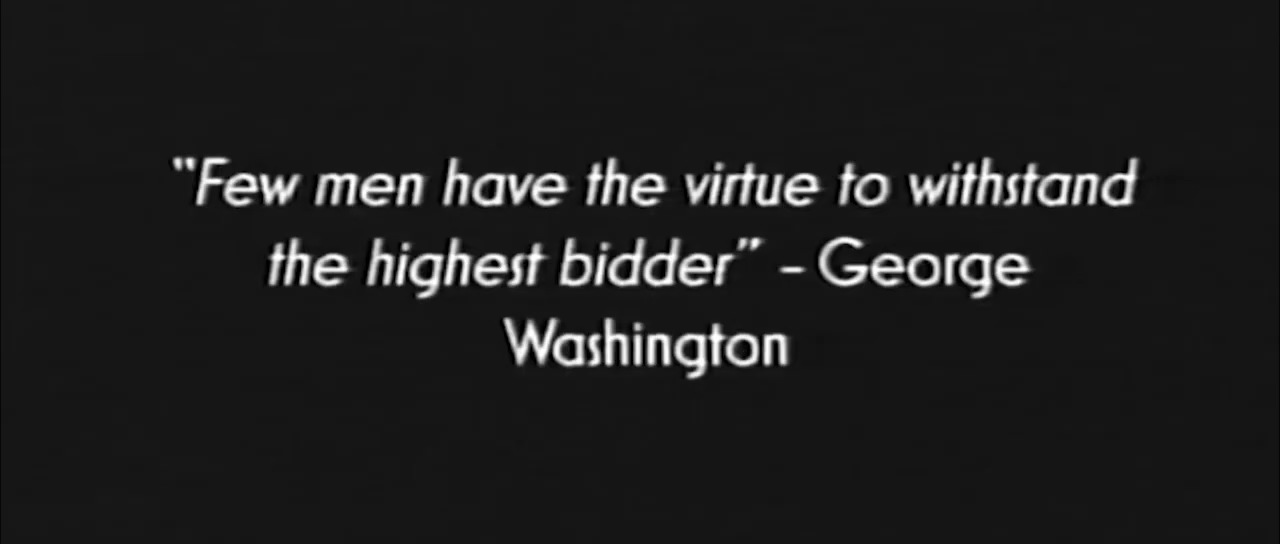 "Few men have the virtue to withstand
the highest bidder" – George
Washington